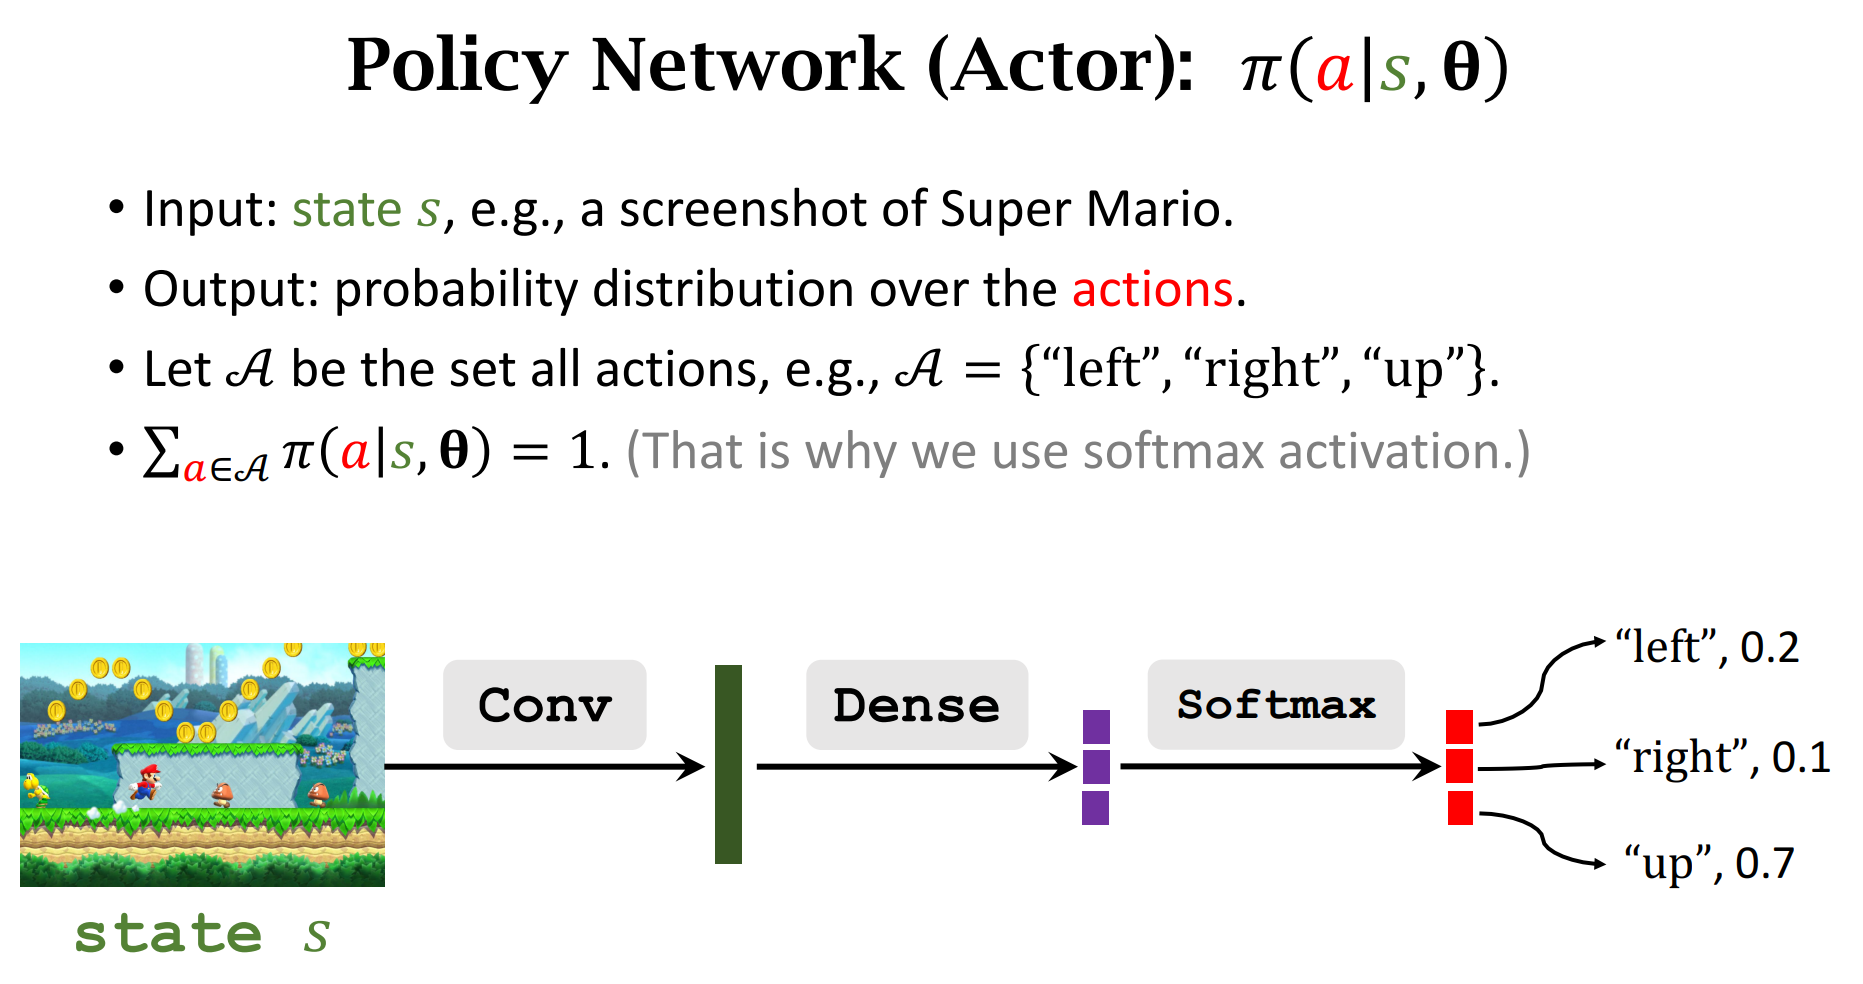 Policy Network (Actor): π(a|s, θ)
• Input: state s, e.g., a screenshot of Super Mario.
• Output: probability distribution over the actions.
• Let 𝒜 be the set all actions, e.g., 𝒜 = {“left”, “right”, “up”}.
• ∑a∈𝒜 π(a|s, θ) = 1. (That is why we use softmax activation.)
Conv
Dense
Softmax
“left”, 0.2
“right”, 0.1
“up”, 0.7
state s